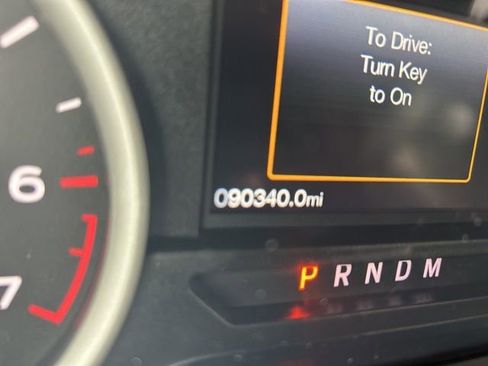 To Drive:
Turn Key
to On
6
090340.0mi
7
P R N D M